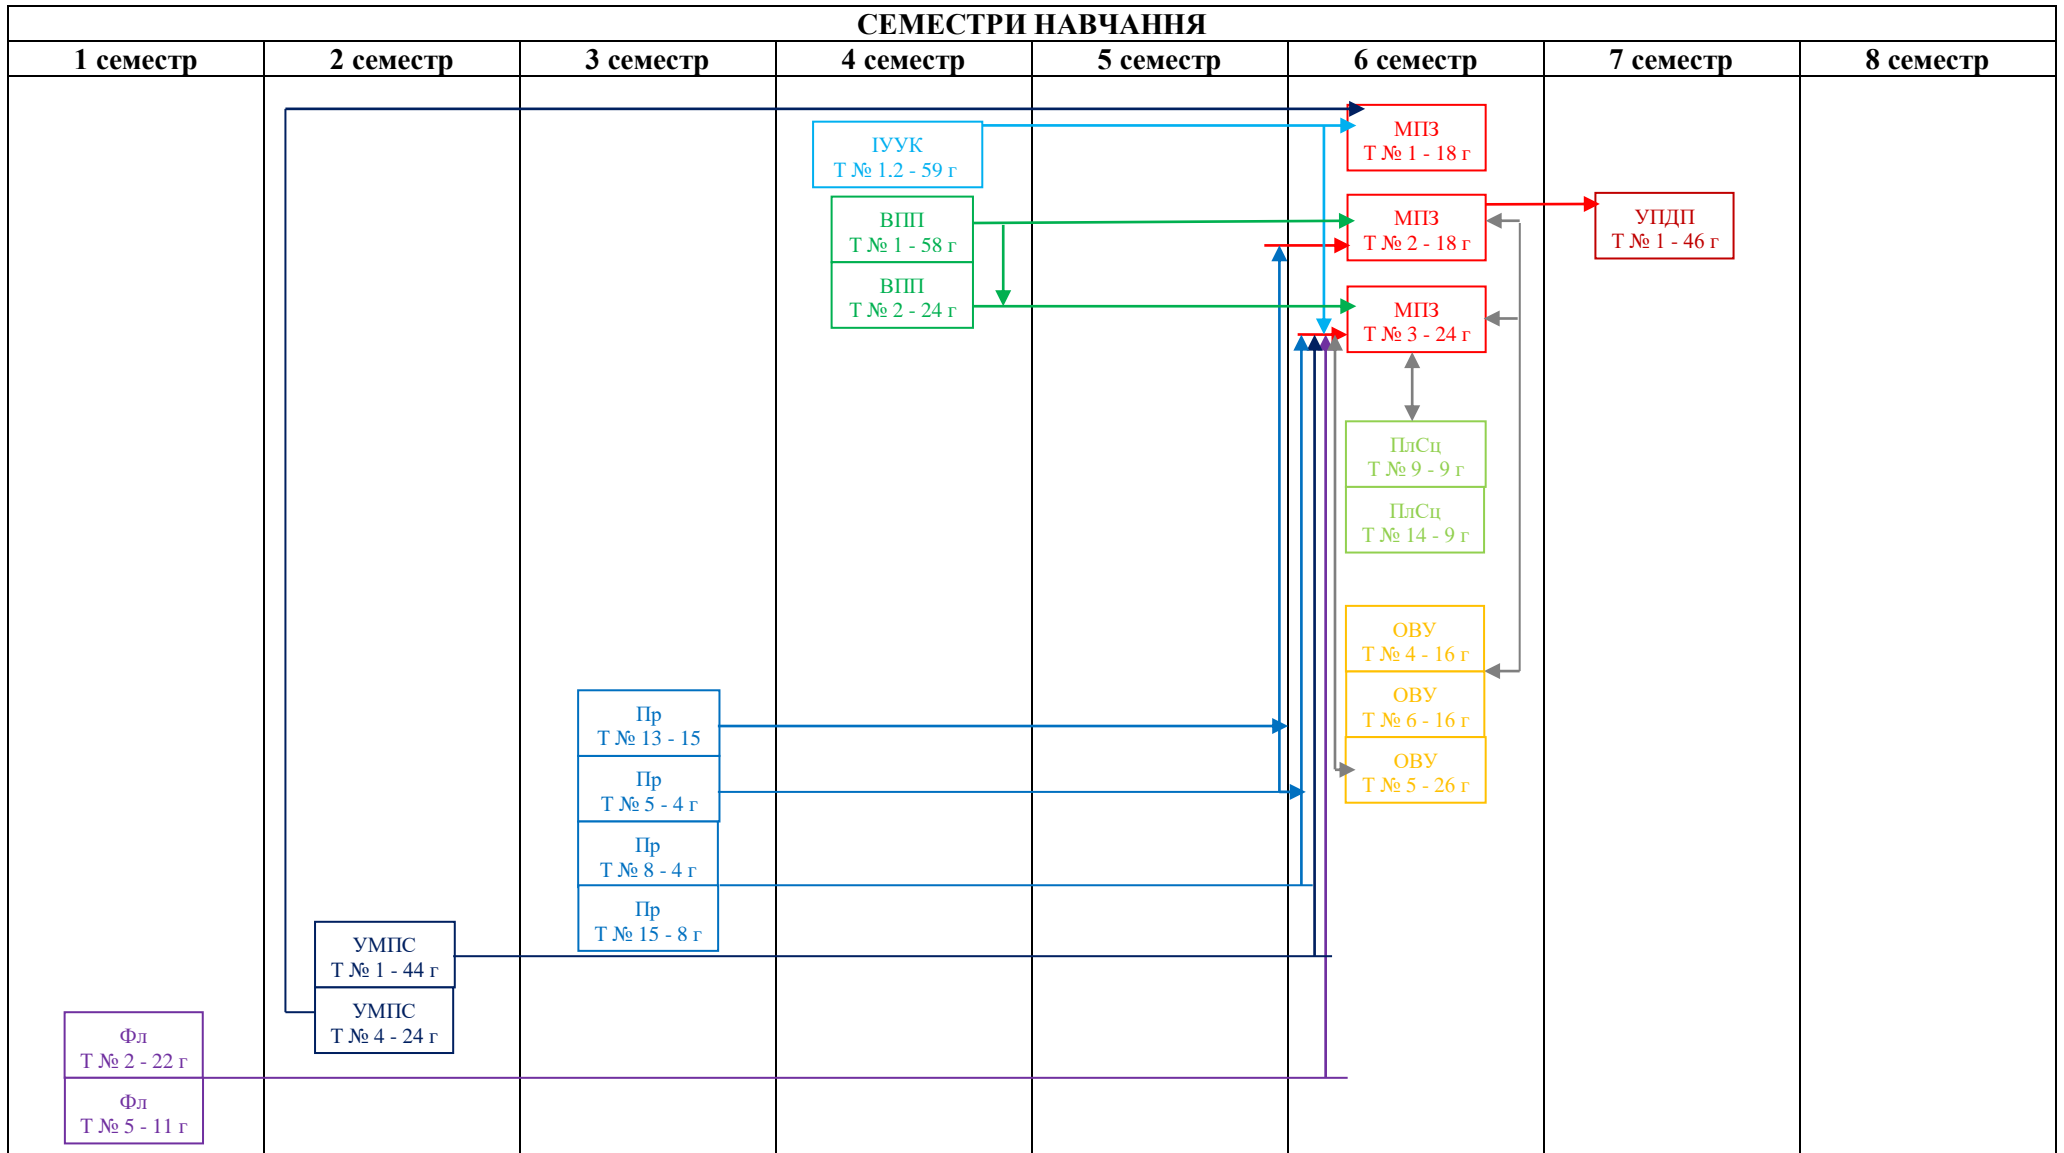 СЕМЕСТРИ НАВЧАННЯ
1 семестр
2 семестр
3 семестр
4 семестр
5 семестр
6 семестр
7 семестр
8 семестр
МПЗ
Т № 1 - 18 г
ІУУК
Т № 1.2 - 59 г
ВПП
Т № 1 - 58 г
МПЗ
Т № 2 - 18 г
УПДП
Т № 1 - 46 г
ВПП
Т № 2 - 24 г
МПЗ
Т № 3 - 24 г
ПлСц
Т № 9 - 9 г
ПлСц
Т № 14 - 9 г
ОВУ
Т № 4 - 16 г
ОВУ
Т № 6 - 16 г
ОВУ
Т № 5 - 26 г
Пр
Т № 13 - 15
Пр
Т № 5 - 4 г
Пр
Т № 8 - 4 г
Пр
Т № 15 - 8 г
УМПС
Т № 1 - 44 г
УМПС
Т № 4 - 24 г
Фл
Т № 2 - 22 г
Фл
Т № 5 - 11 г